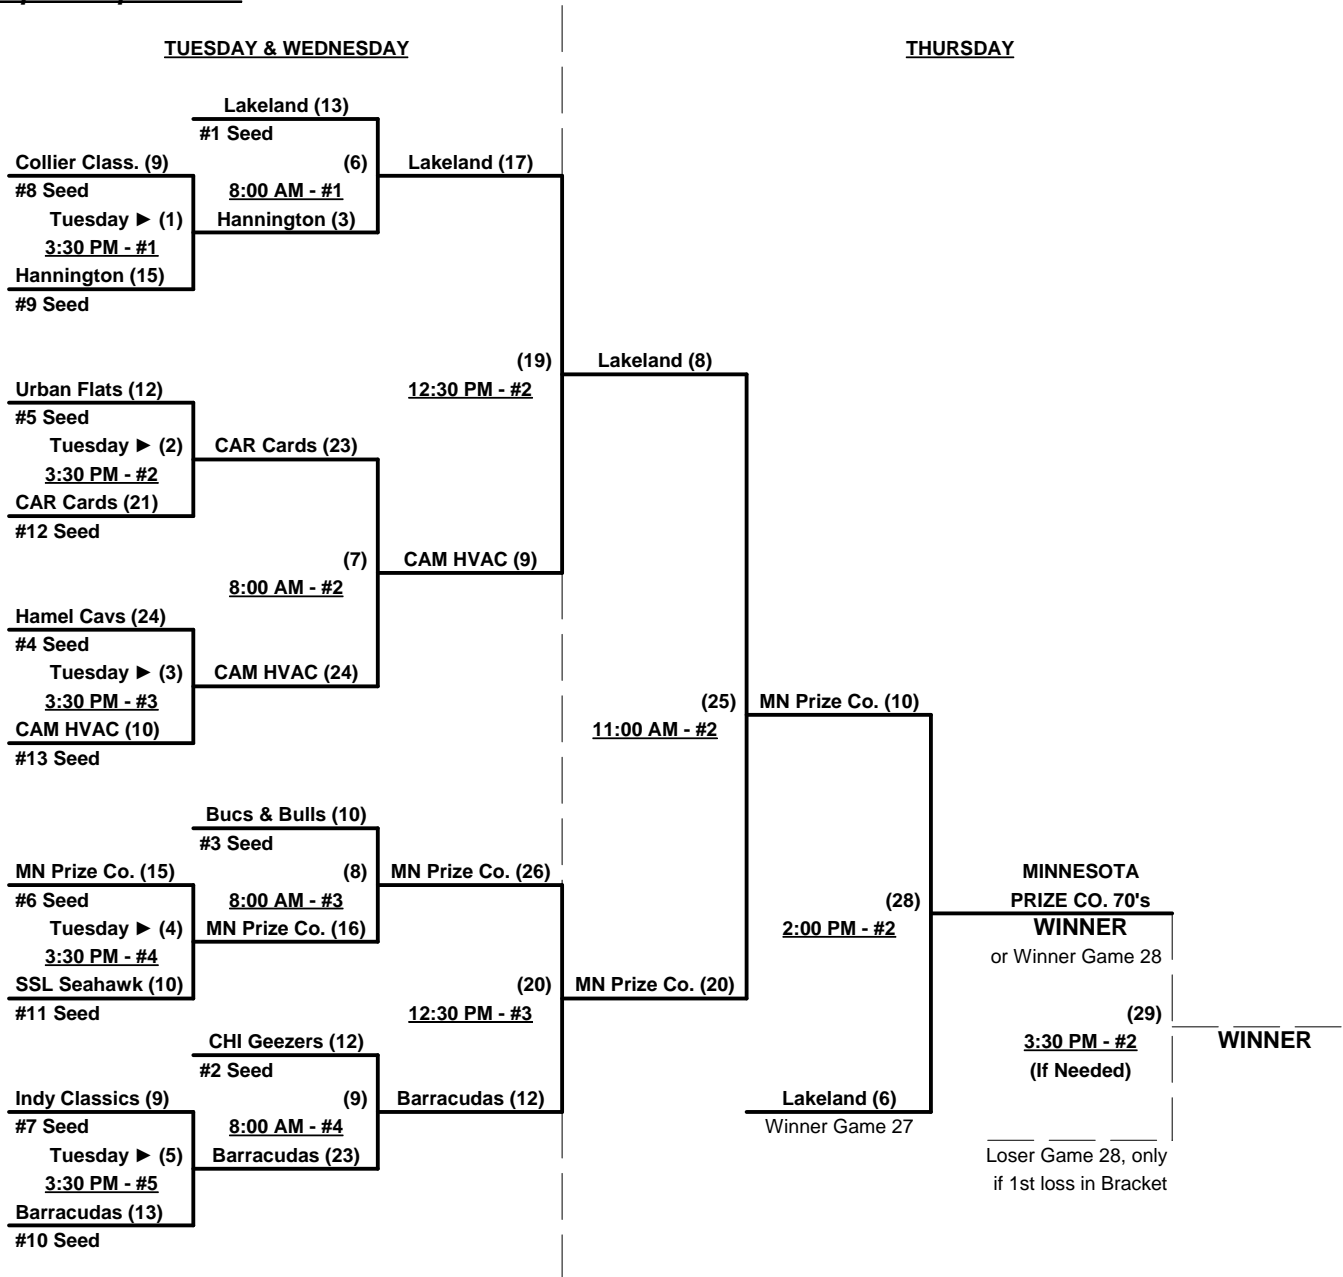 TUESDAY & WEDNESDAY
THURSDAY
Lakeland (13)
#1 Seed
Collier Class. (9)
(6)
Lakeland (17)
#8 Seed
8:00 AM - #1
Tuesday ► (1)
Hannington (3)
3:30 PM - #1
Hannington (15)
#9 Seed
(19)
Lakeland (8)
12:30 PM - #2
Urban Flats (12)
#5 Seed
Tuesday ► (2)
CAR Cards (23)
3:30 PM - #2
CAR Cards (21)
#12 Seed
(7)
CAM HVAC (9)
8:00 AM - #2
Hamel Cavs (24)
#4 Seed
Tuesday ► (3)
CAM HVAC (24)
3:30 PM - #3
CAM HVAC (10)
#13 Seed
(25)
MN Prize Co. (10)
11:00 AM - #2
Bucs & Bulls (10)
#3 Seed
MN Prize Co. (15)
(8)
MN Prize Co. (26)
#6 Seed
8:00 AM - #3
Tuesday ► (4)
MN Prize Co. (16)
3:30 PM - #4
SSL Seahawk (10)
#11 Seed
(20)
MN Prize Co. (20)
12:30 PM - #3
(28)
2:00 PM - #2
MINNESOTA
PRIZE CO. 70's
WINNER
or Winner Game 28
CHI Geezers (12)
#2 Seed
(29)
3:30 PM - #2
(If Needed)
WINNER
Indy Classics (9)
(9)
Barracudas (12)
Lakeland (6)
#7 Seed
8:00 AM - #4
Winner Game 27
Tuesday ► (5)
Barracudas (23)
3:30 PM - #5
Loser Game 28, only
if 1st loss in Bracket
Barracudas (13)
#10 Seed